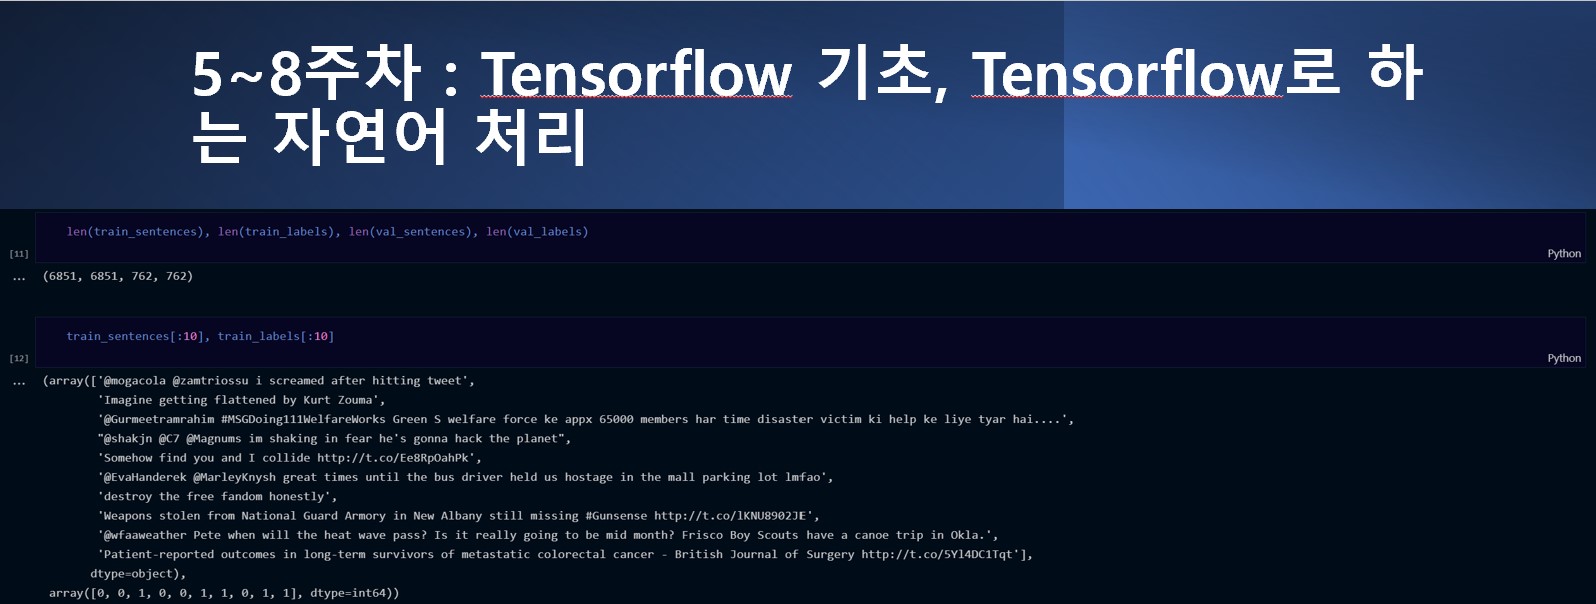 5~8주차 : Tensorflow 기초, Tensorflow로 하
는 자연어 처리
len(train_sentences), len(train_labels), len(val_sentences), len(val_labels)
[11]
Python
... (6851, 6851, 762, 762)
train_sentences[:10], train_labels[:10]
[12]
Python
... (array(['@mogacola @zamtriossu i screamed after hitting tweet',
'Imagine getting flattened by Kurt Zouma',
'@Gurmeetramrahim #MSGDoing111WelfareWorks Green S welfare force ke appx 65000 members har time disaster victim ki help ke liye tyar hai....',
"@shakjn @C7 @Magnums im shaking in fear he's gonna hack the planet",
'Somehow find you and I collide http://t.co/Ee8RpOahPk',
'@EvaHanderek @MarleyKnysh great times until the bus driver held us hostage in the mall parking lot lmfao',
'destroy the free fandom honestly',
'Weapons stolen from National Guard Armory in New Albany still missing #Gunsense http://t.co/lKNU8902JE',
'@wfaaweather Pete when will the heat wave pass? Is it really going to be mid month? Frisco Boy Scouts have a canoe trip in Okla.',
'Patient-reported outcomes in long-term survivors of metastatic colorectal cancer - British Journal of Surgery http://t.co/5Yl4DC1Tqt'],
dtype=object),
array([0, 0, 1, 0, 0, 1, 1, 0, 1, 1], dtype=int64))